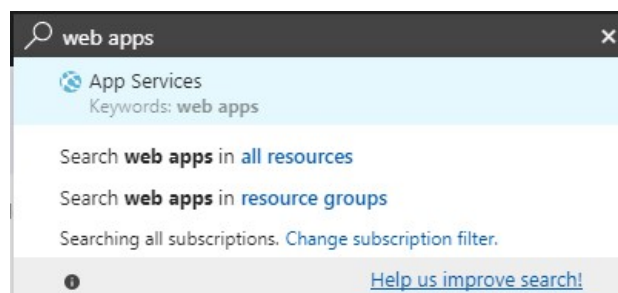 web apps
App Services
Keywords: web apps
Search web apps in all resources
Search web apps in resource groups
Searching all subscriptions. Change subscription filter.
Help us improve search!